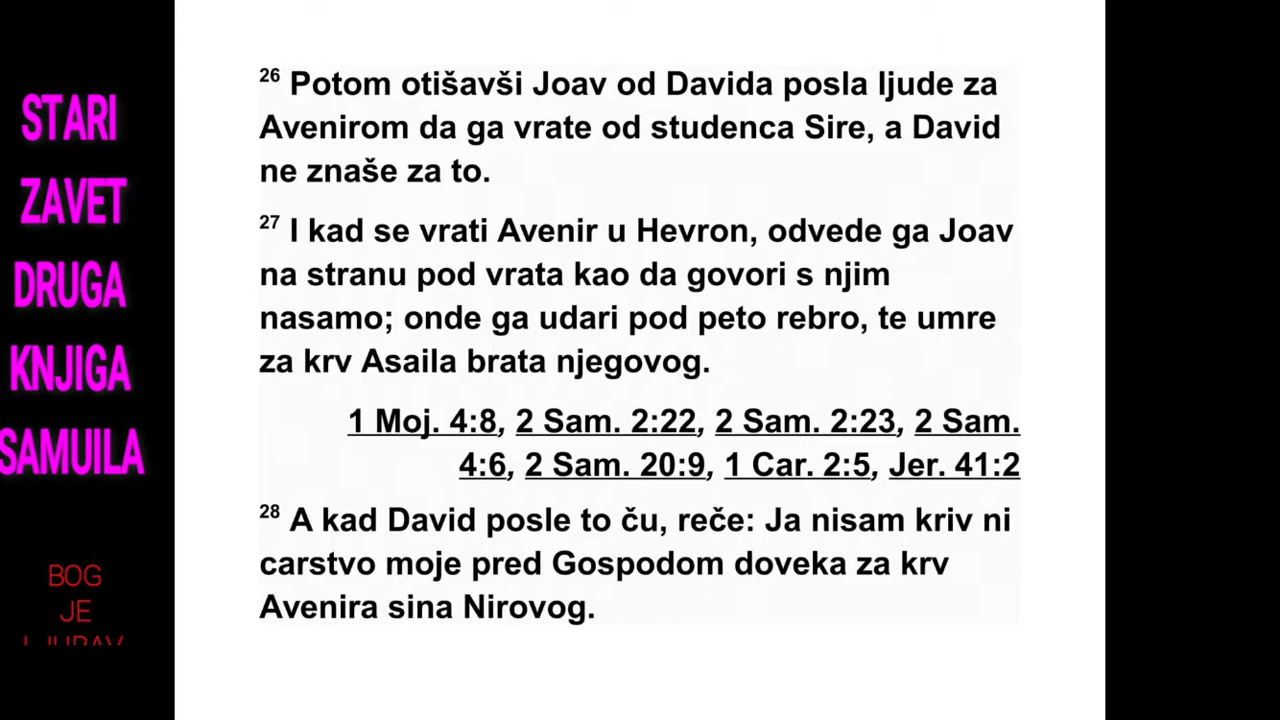 STARI
ZAVET
DRUGA
KNJIGA
SAMUILA
BOG
JE
LJUBAV
26 Potom otišavši Joav od Davida posla ljude za
Avenirom da ga vrate od studenca Sire, a David
ne znaše za to.
27 I kad se vrati Avenir u Hevron, odvede ga Joav
na stranu pod vrata kao da govori s njim
nasamo; onde ga udari pod peto rebro, te umre
za krv Asaila brata njegovog.
1 Moj. 4:8, 2 Sam. 2:22, 2 Sam. 2:23, 2 Sam.
4:6, 2 Sam. 20:9, 1 Car. 2:5, Jer. 41:2
28 A kad David posle to ču, reče: Ja nisam kriv ni
carstvo moje pred Gospodom doveka za krv
Avenira sina Nirovog.